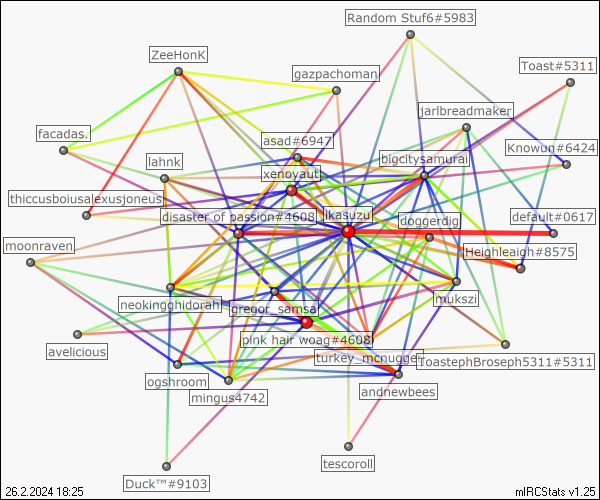 Random Stuf6#5983
ZeeHonK
Toast#5311
gazpachoman
jarlbreadmaker
facadas.
asad#6947
Knowun#6424
lahnk
bigcitysamurai
xenoyauti
thiccusboiusalexusjoneus
disaster of passion#4608
ikasuzu
doggerdig
default#0617
moonraven
Heighleigh#8575
neokingghidorah
gregor_samsa
mukszi
pink hair woag#4608
avelicious
turkey_mcnugget
ToastephBroseph5311#5311
ogshroom
mingus4742
andnewbees
tescoroll
Duck™#9103
26.2.2024 18:25
mIRCStats v1.25